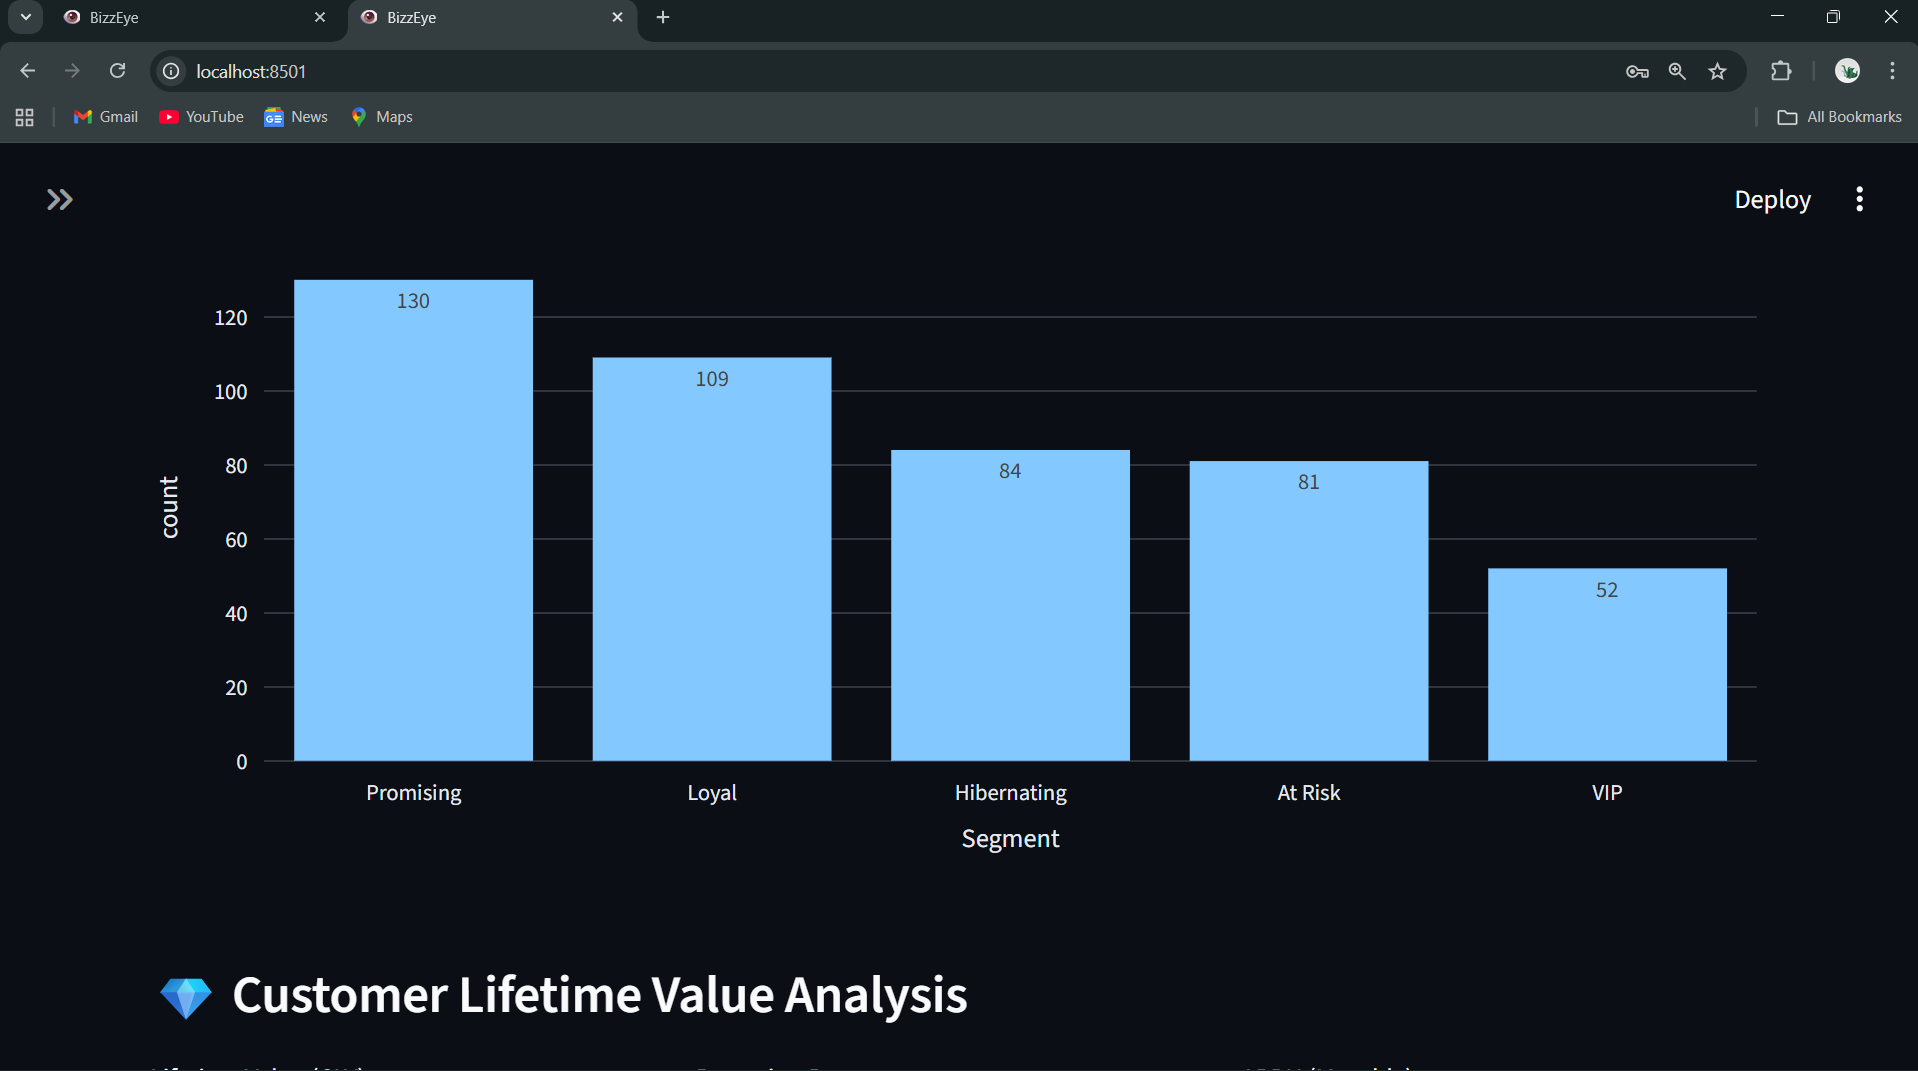 BizzEye
BizzEye
localhost:8501
Gmail
YouTube
News
Maps
All Bookmarks
Deploy
count
120
100
80
60
40
20
0
130
109
84
81
52
Promising
Loyal
Hibernating
At Risk
VIP
Segment
Customer Lifetime Value Analysis